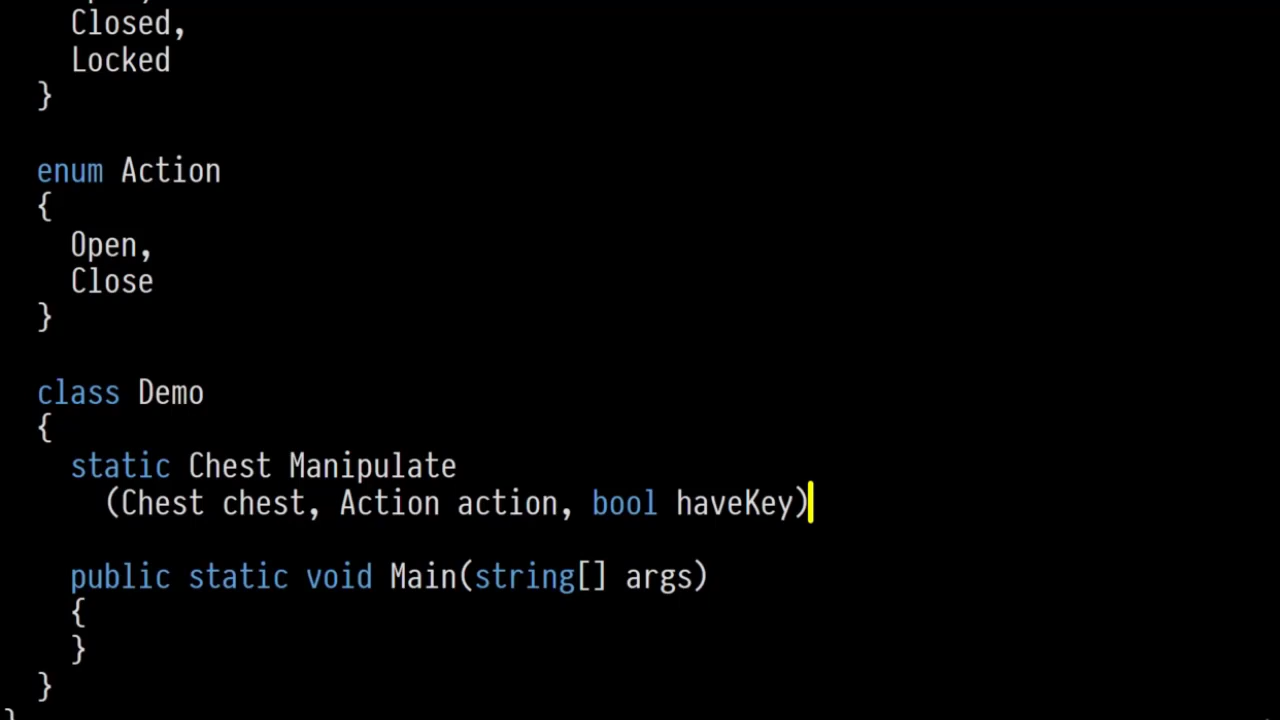 Closed,
Locked
}
enum Action
{
Open,
Close
}
class Demo
{
static Chest Manipulate
(Chest chest, Action action, bool haveKey)
public static void Main(string[] args)
{
}
}
}